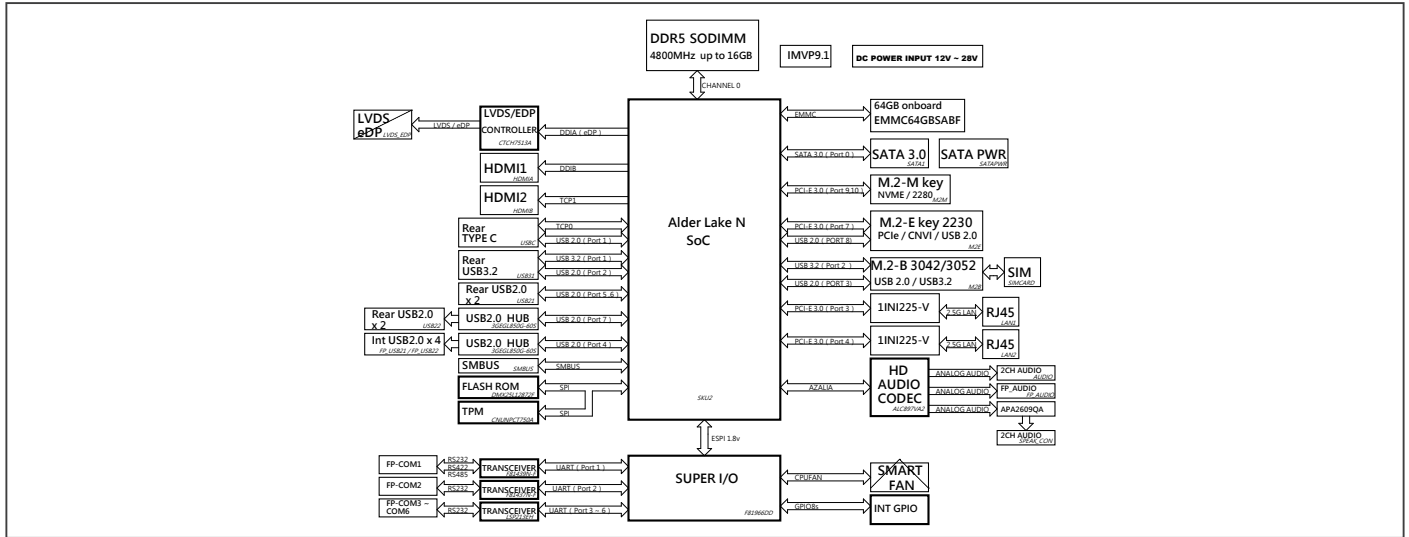 DDR5 SODIMM
4800MHz up to 16GB
IMVP9.1
DC POWER INPUT 12V ~ 28V
CHANNEL 0
LVDS
eDP
LVDS_EDP
LVDS / eDP
LVDS/EDP
CONTROLLER
CTCH7513A
DDIA ( eDP )
HDMI1
HDMIA
DDIB
HDMI2
HDMIB
TCP1
Rear
TYPE C
USBC
TCP0
USB 2.0 ( Port 1 )
Rear
USB3.2
USB31
USB 3.2 ( Port 1 )
USB 2.0 ( Port 2 )
Rear USB2.0
x 2
USB21
USB 2.0 ( Port 5 ,6 )
Rear USB2.0
x 2
USB22
USB2.0 HUB
3GEGL850G-60S
USB 2.0 ( Port 7 )
Int USB2.0 x 4
FP_USB21 / FP_USB22
USB2.0 HUB
3GEGL850G-60S
USB 2.0 ( Port 4 )
SMBUS
SMBUS
SMBUS
FLASH ROM
DMX25L12872F
SPI
TPM
CNUNPCT750A
SPI
Alder Lake N
SoC
SKU2
EMMC
64GB onboard
EMMC64GBSABF
SATA 3.0 ( Port 0 )
SATA 3.0
SATA1
SATA PWR
SATAPWR
PCI-E 3.0 ( Port 9,10 )
M.2-M key
NVME / 2280
M2M
PCI-E 3.0 ( Port 7 )
USB 2.0 ( PORT 8)
M.2-E key 2230
PCIe / CNVI / USB 2.0
M2E
USB 3.2 ( Port 2 )
USB 2.0 ( PORT 3)
M.2-B 3042/3052
USB 2.0 / USB3.2
M2B
SIM
SIMCARD
PCI-E 3.0 ( Port 3 )
1INI225-V
2.5G LAN
RJ45
LAN1
PCI-E 3.0 ( Port 4 )
1INI225-V
2.5G LAN
RJ45
LAN2
AZALIA
HD
AUDIO
CODEC
ALC897VA2
ANALOG AUDIO
2CH AUDIO
AUDIO
ANALOG AUDIO
FP_AUDIO
FP_AUDIO
ANALOG AUDIO
APA2609QA
2CH AUDIO
SPEAK_CON
ESPI 1.8v
FP-COM1
RS232
RS422
RS485
TRANSCEIVER
F81439N-F
UART ( Port 1 )
FP-COM2
RS232
TRANSCEIVER
F81437N-F
UART ( Port 2 )
FP-COM3 ~
COM6
RS232
TRANSCEIVER
LSP213EH
UART ( Port 3 ~ 6 )
SUPER I/O
F81966DD
CPUFAN
SMART
FAN
GPIO8s
INT GPIO